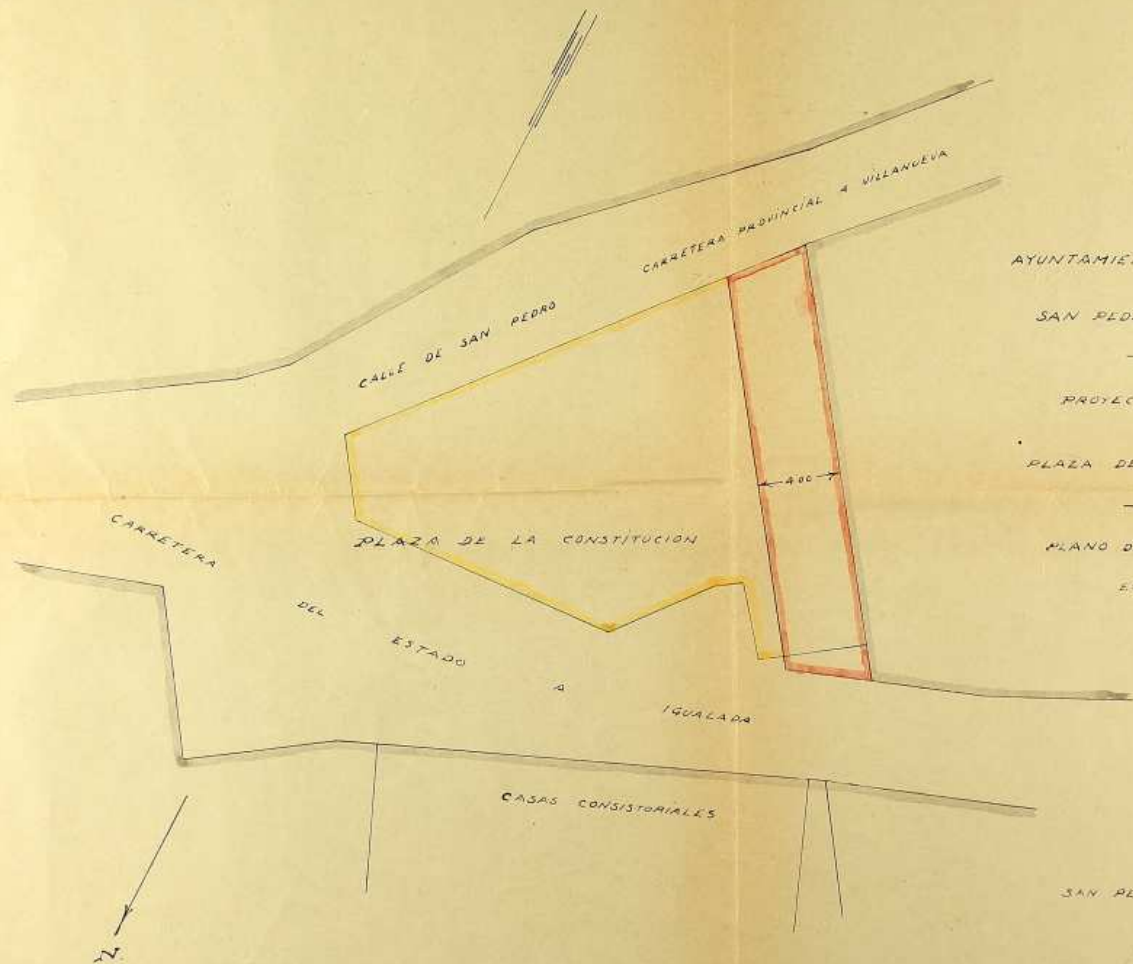 CARRETERA PROVINCIAL A VILLANUEVA
CALLE DE SAN PEDRO
PLAZA DE LA CONSTITUCION
4.00
CARRETERA
DEL
ESTADO
A
IGUALADA
CASAS CONSISTORIALES
N
AYUNTAMIE
SAN PED
PROYEC
PLAZA DE
PLANO D
SAN PE